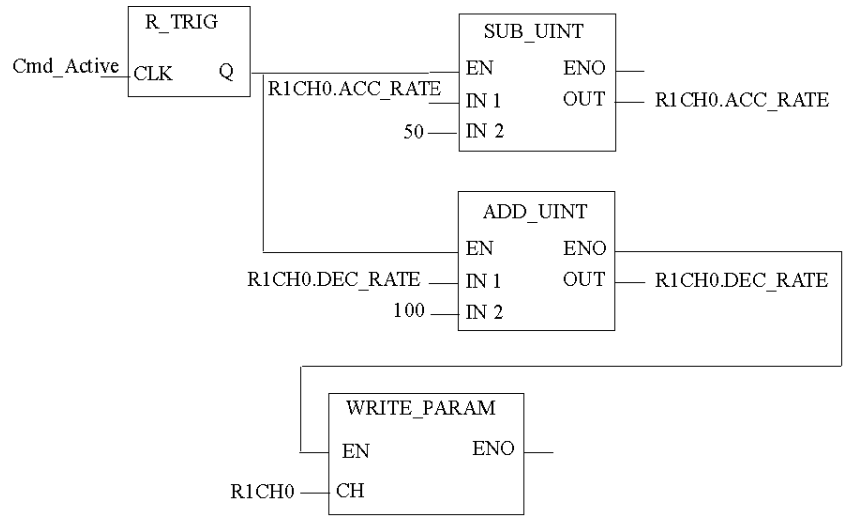 R_TRIG
Cmd_Active CLK Q
SUB_UINT
EN ENO
R1CH0.ACC_RATE IN 1 OUT R1CH0.ACC_RATE
50 IN 2
ADD_UINT
EN ENO
R1CH0.DEC_RATE IN 1 OUT R1CH0.DEC_RATE
100 IN 2
WRITE_PARAM
EN ENO
R1CH0 CH